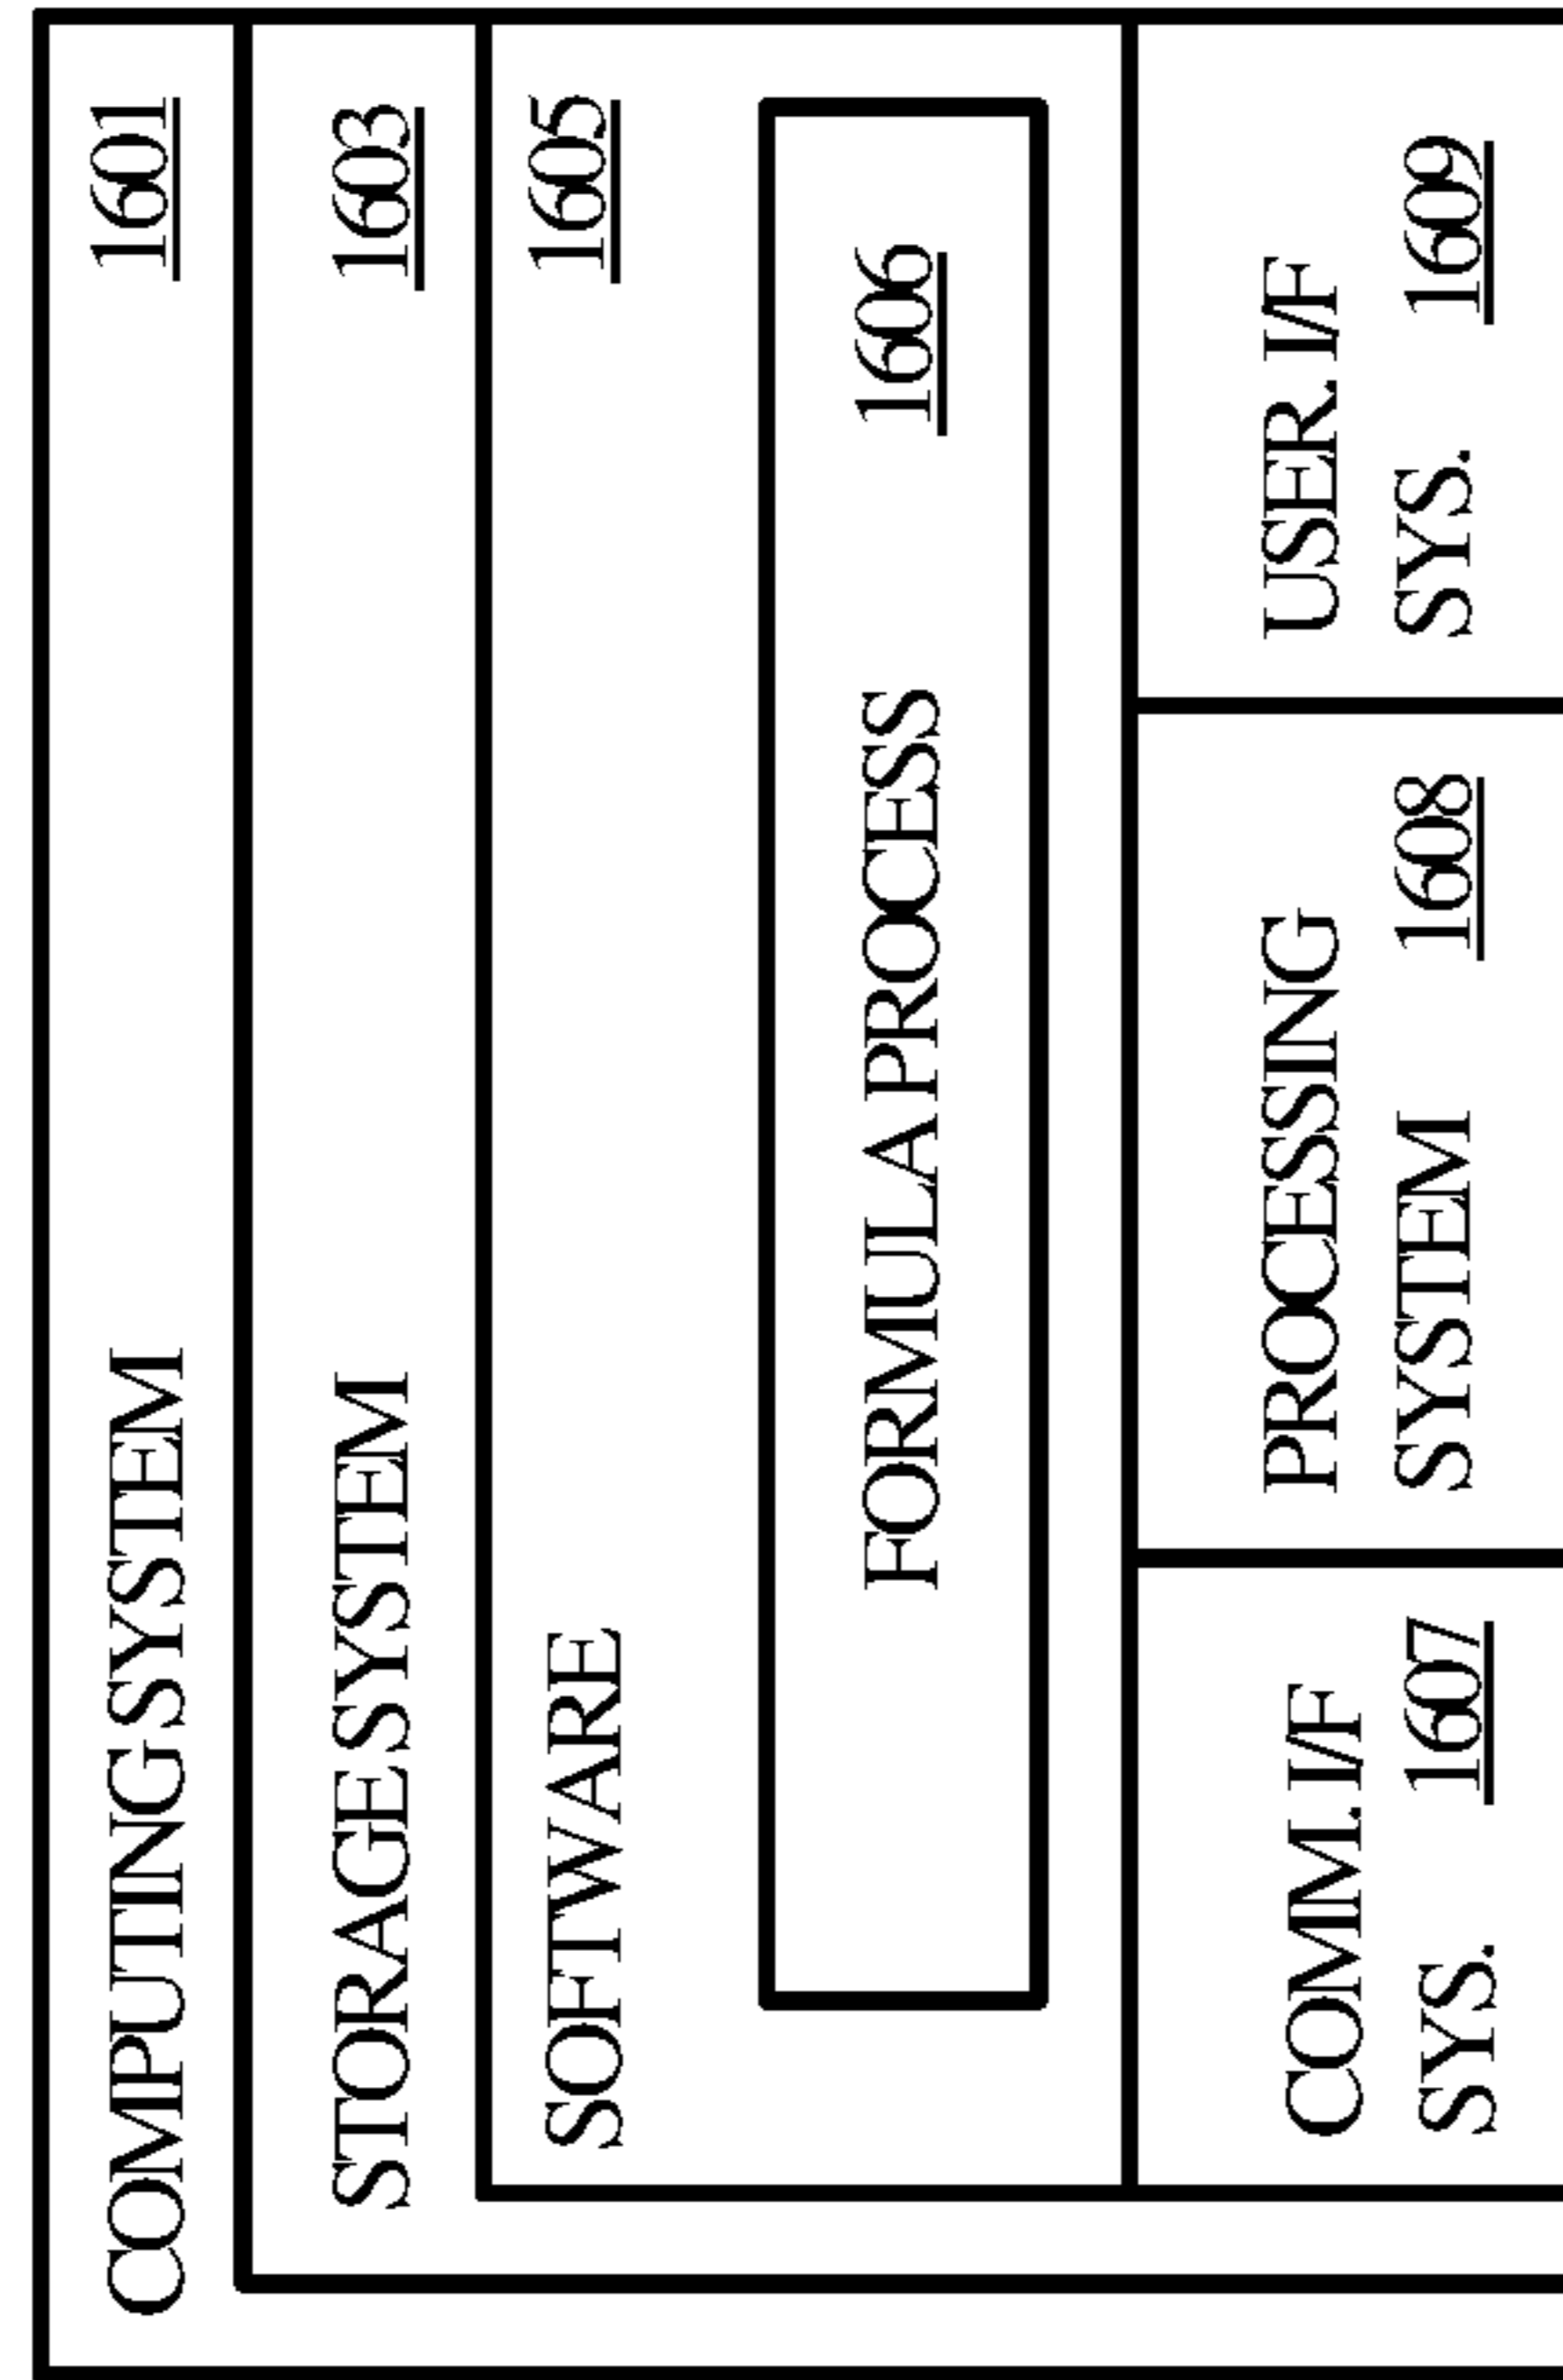 COMPUTING SYSTEM 1601
STORAGE SYSTEM 1603
SOFTWARE 1605
FORMULA PROCESS 1606
COMM. I/F
SYS. 1607
PROCESSING
SYSTEM 1608
USER. I/F
SYS. 1609